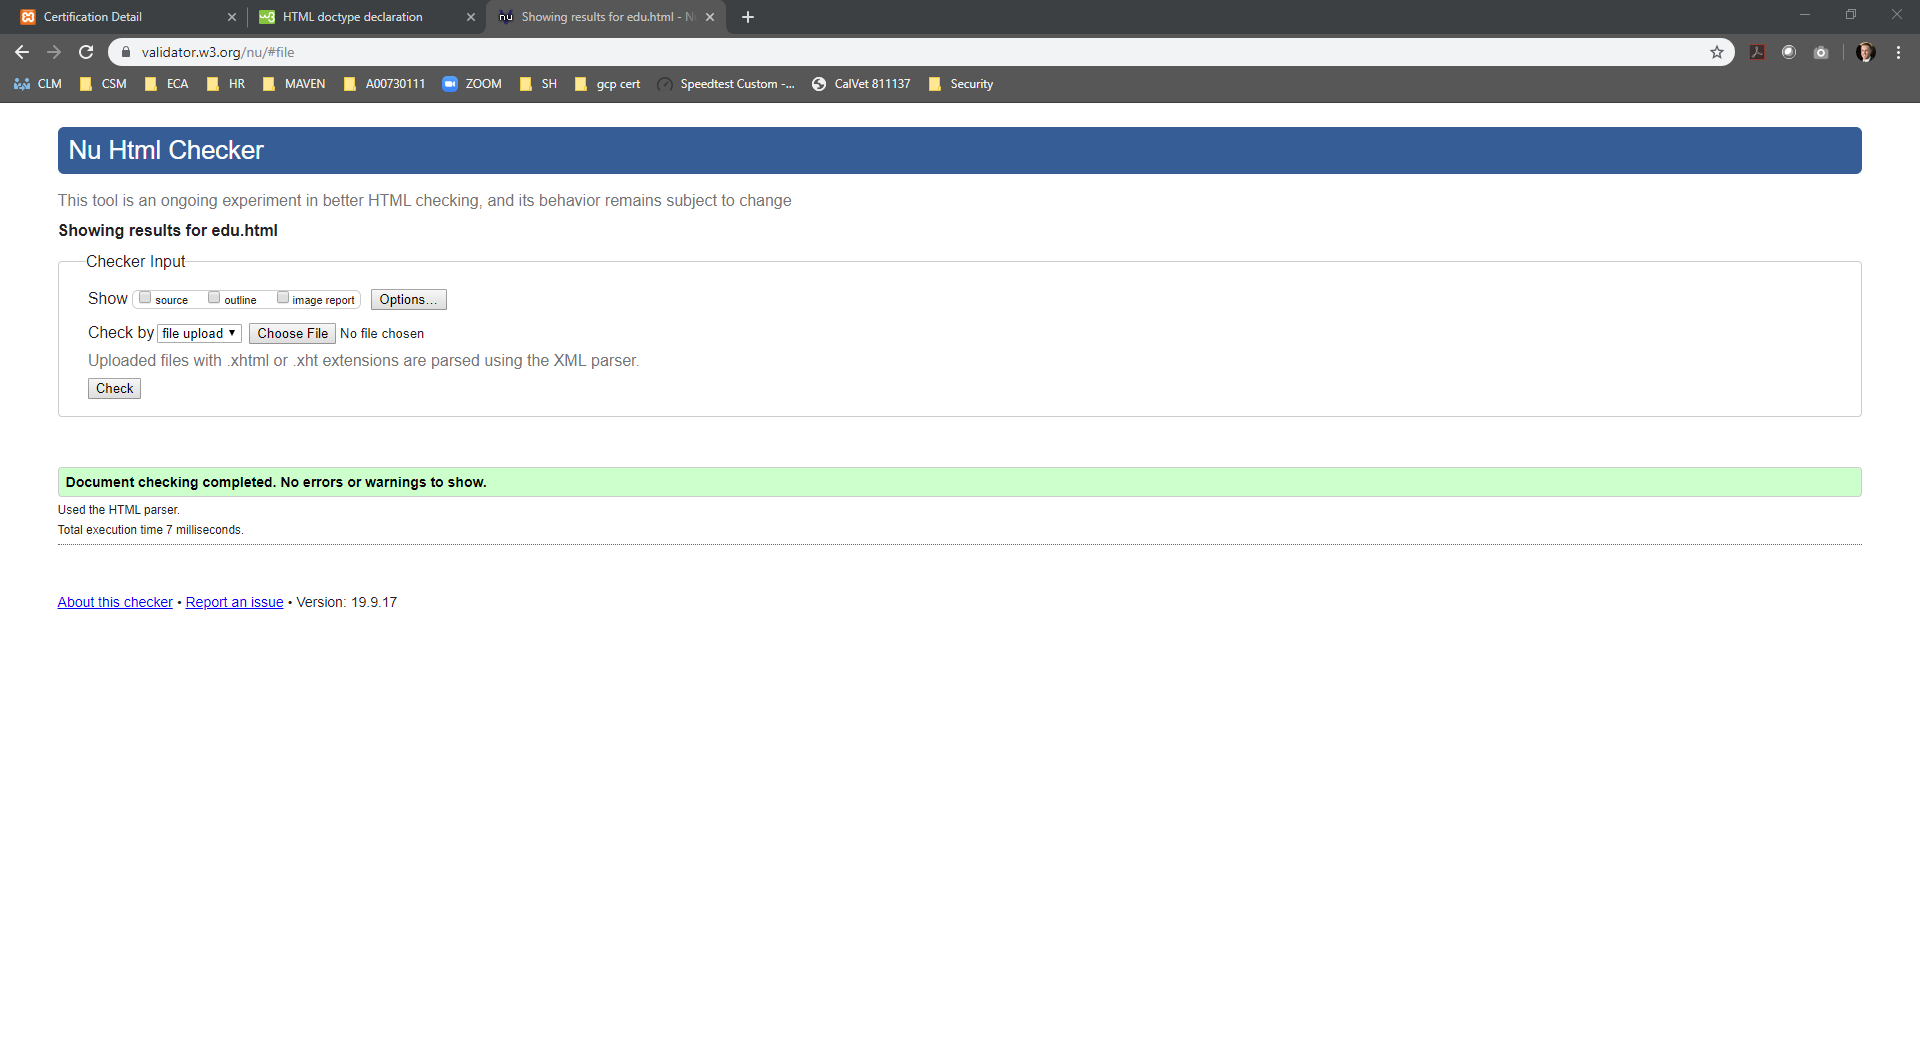 Certification Detail
HTML doctype declaration
nu Showing results for edu.html - N
validator.w3.org/nu/#file
CLM CSM ECA HR MAVEN A00730111 ZOOM SH gcp cert Speedtest Custom -... CalVet 811137 Security
Nu Html Checker
This tool is an ongoing experiment in better HTML checking, and its behavior remains subject to change
Showing results for edu.html
Checker Input
Show source outline image report Options...
Check by file upload Choose File No file chosen
Uploaded files with .xhtml or .xht extensions are parsed using the XML parser.
Check
Document checking completed. No errors or warnings to show.
Used the HTML parser.
Total execution time 7 milliseconds.
About this checker • Report an issue • Version: 19.9.17